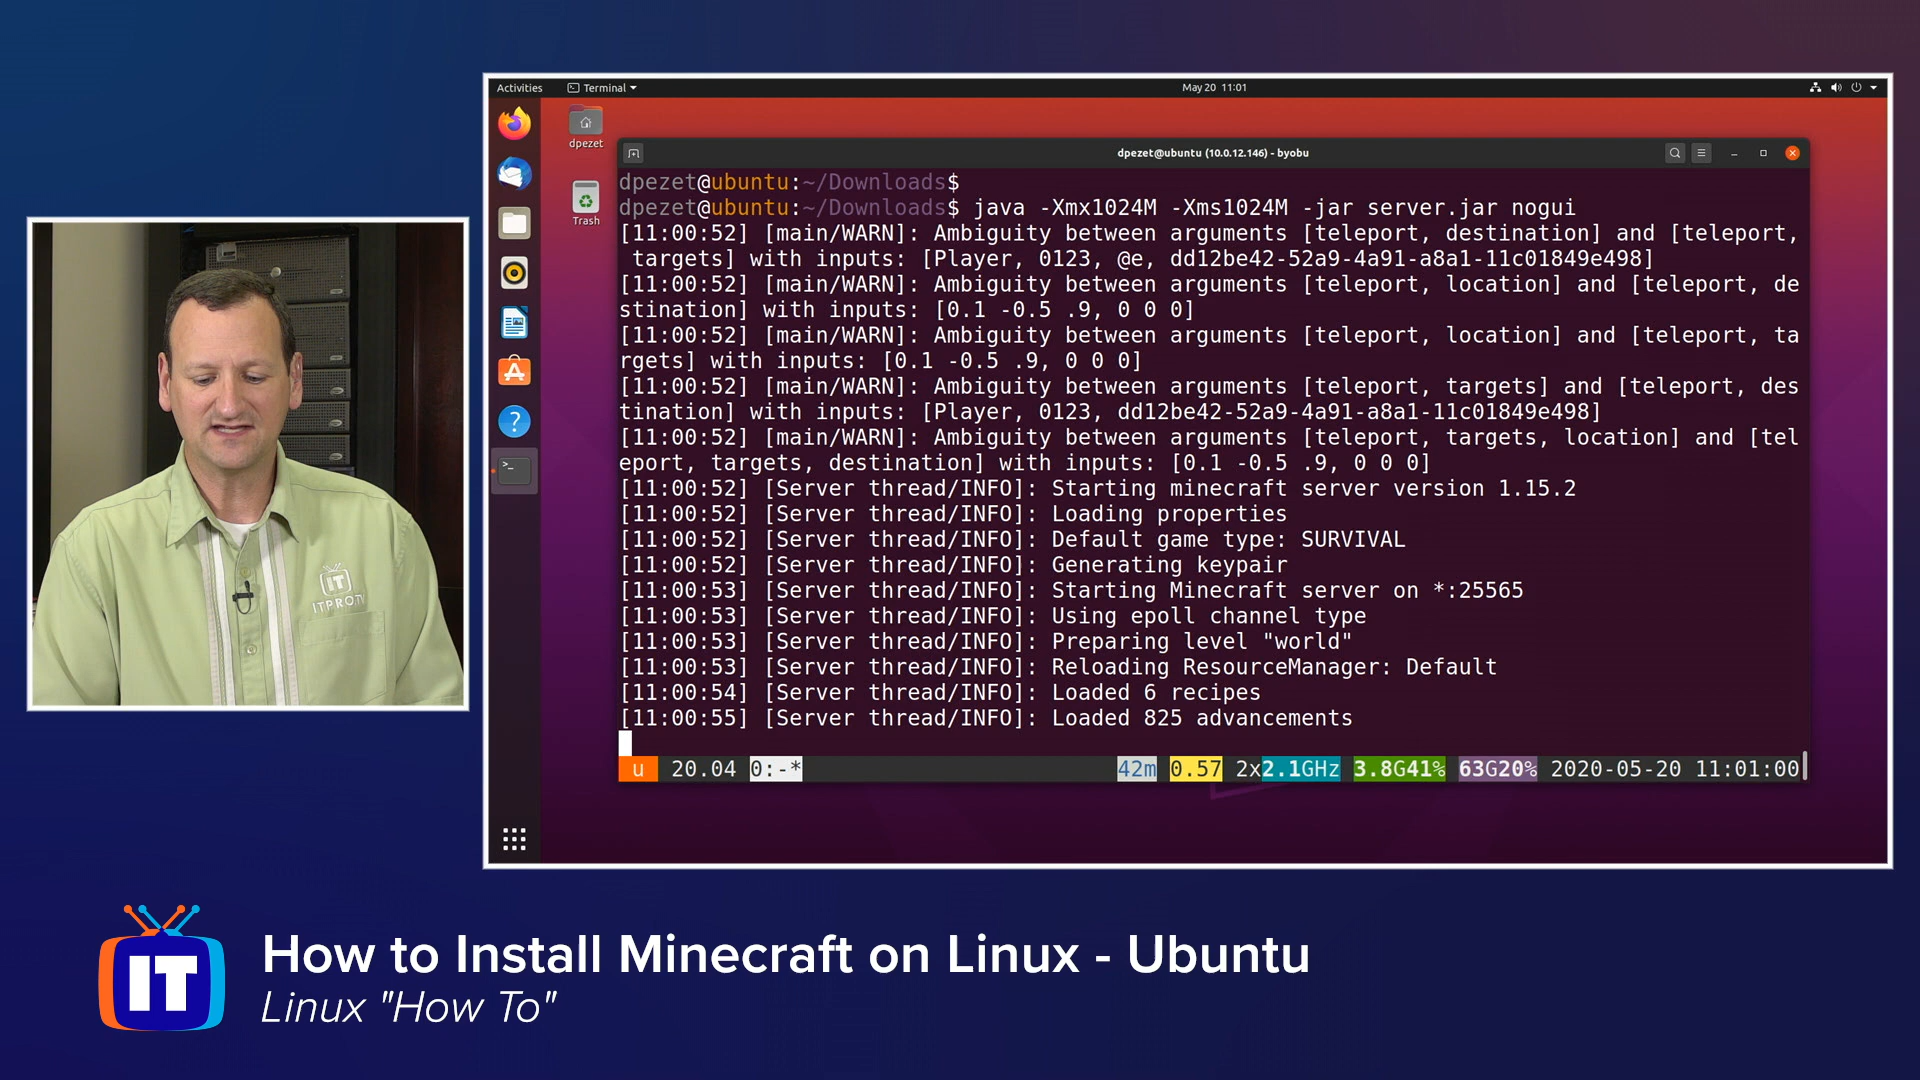 Activities
Terminal
May 20 11:01
dpezet
Trash
dpezet@ubuntu (10.0.12.146) - byobu
dpezet@ubuntu:~/Downloads$
dpezet@ubuntu:~/Downloads$ java -Xmx1024M -Xms1024M -jar server.jar nogui
[11:00:52] [main/WARN]: Ambiguity between arguments [teleport, destination] and [teleport,
targets] with inputs: [Player, 0123, @e, dd12be42-52a9-4a91-a8a1-11c01849e498]
[11:00:52] [main/WARN]: Ambiguity between arguments [teleport, location] and [teleport, de
stination] with inputs: [0.1 -0.5 .9, 0 0 0]
[11:00:52] [main/WARN]: Ambiguity between arguments [teleport, location] and [teleport, ta
rgets] with inputs: [0.1 -0.5 .9, 0 0 0]
[11:00:52] [main/WARN]: Ambiguity between arguments [teleport, targets] and [teleport, des
tination] with inputs: [Player, 0123, dd12be42-52a9-4a91-a8a1-11c01849e498]
[11:00:52] [main/WARN]: Ambiguity between arguments [teleport, targets, location] and [tel
eport, targets, destination] with inputs: [0.1 -0.5 .9, 0 0 0]
[11:00:52] [Server thread/INFO]: Starting minecraft server version 1.15.2
[11:00:52] [Server thread/INFO]: Loading properties
[11:00:52] [Server thread/INFO]: Default game type: SURVIVAL
[11:00:52] [Server thread/INFO]: Generating keypair
[11:00:53] [Server thread/INFO]: Starting Minecraft server on *:25565
[11:00:53] [Server thread/INFO]: Using epoll channel type
[11:00:53] [Server thread/INFO]: Preparing level "world"
[11:00:53] [Server thread/INFO]: Reloading ResourceManager: Default
[11:00:54] [Server thread/INFO]: Loaded 6 recipes
[11:00:55] [Server thread/INFO]: Loaded 825 advancements
u 20.04 0:-* 42m 0.57 2x2.1GHz 3.8G41% 63G20% 2020-05-20 11:01:00
IT
ITPRO.TV
IT
How to Install Minecraft on Linux - Ubuntu
Linux "How To"